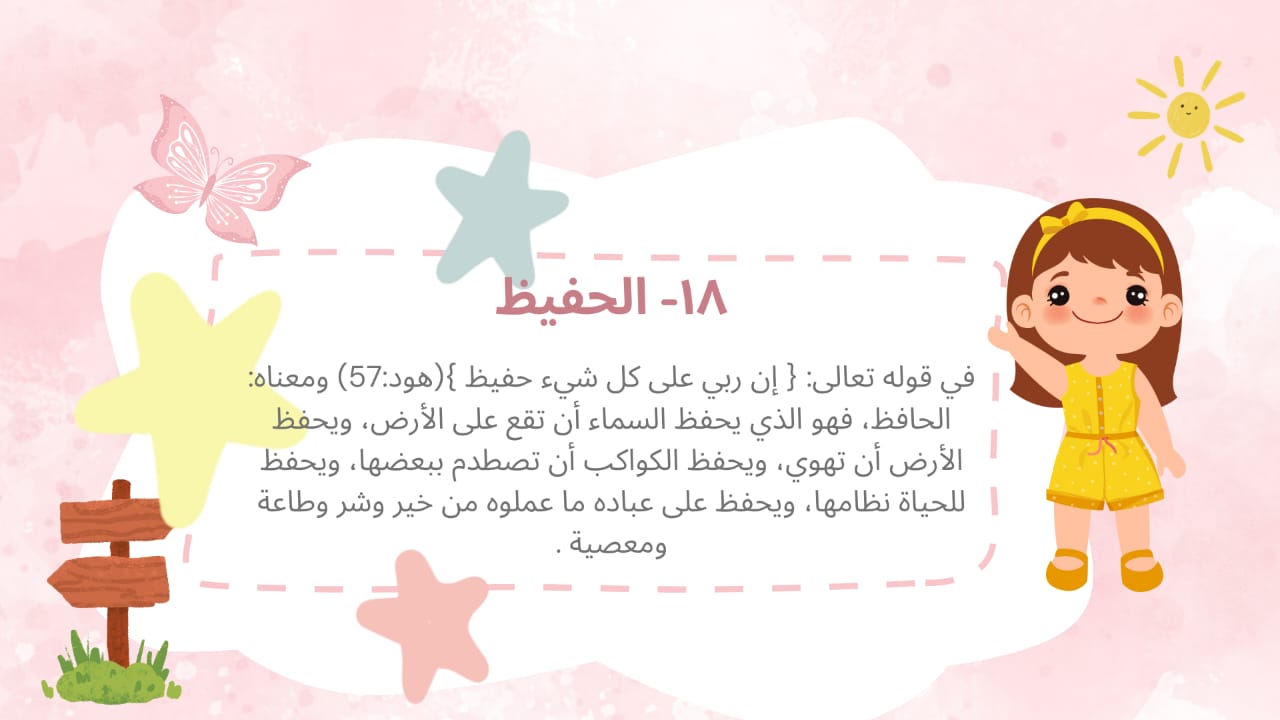 ١٨- الحفيظ
في قوله تعالى: { إن ربي على كل شيء حفيظ }(هود:57) ومعناه:
الحافظ، فهو الذي يحفظ السماء أن تقع على الأرض، ويحفظ
الأرض أن تهوي، ويحفظ الكواكب أن تصطدم ببعضها، ويحفظ
للحياة نظامها، ويحفظ على عباده ما عملوه من خير وشر وطاعة
ومعصية .